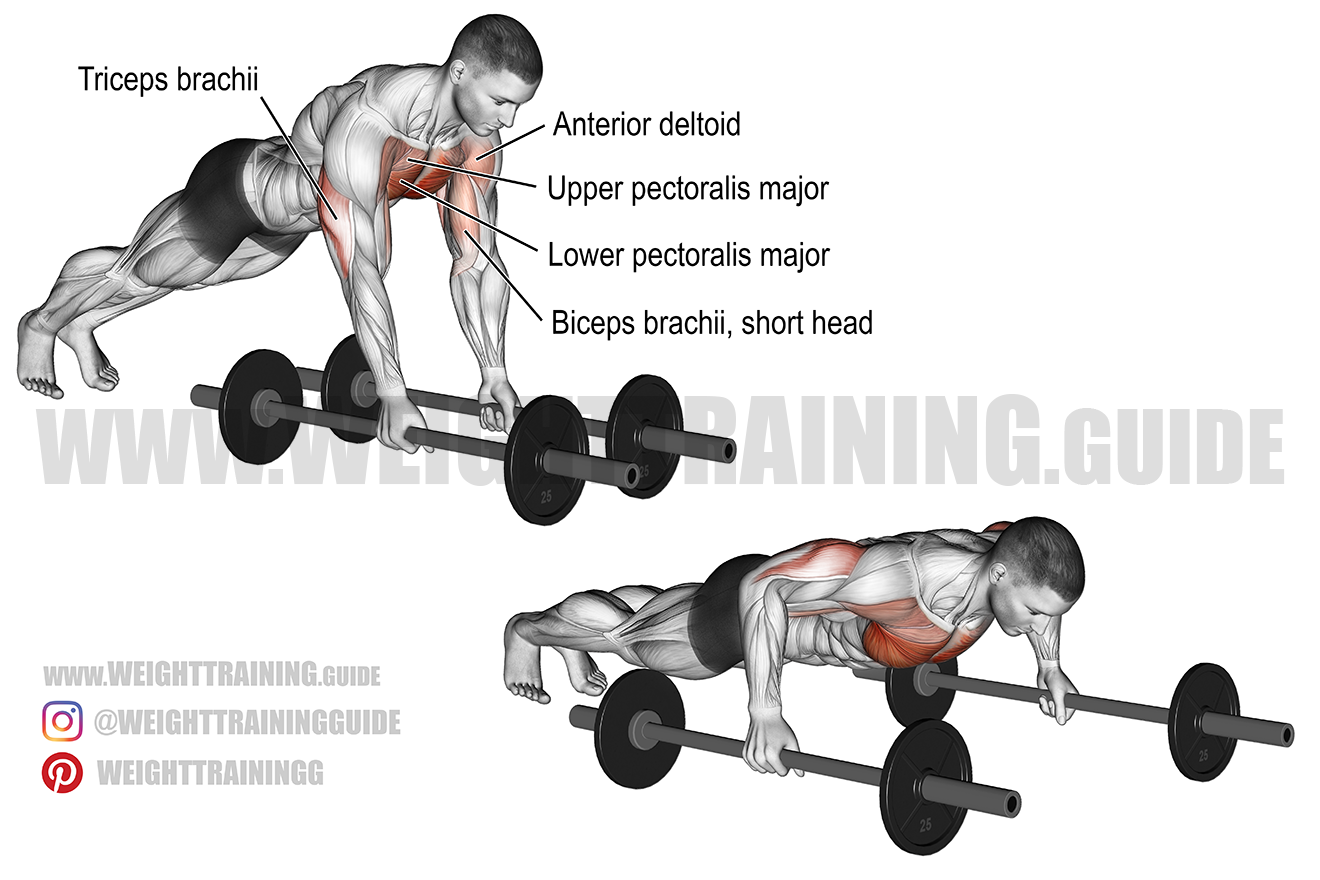 Triceps brachii
Anterior deltoid
Upper pectoralis major
Lower pectoralis major
Biceps brachii, short head
WWW.WEIGHTTRAINING.GUIDE
25
25
www.WEIGHTTRAINING.GUIDE
@WEIGHTTRAININGGUIDE
WEIGHTTRAININGG
25
25